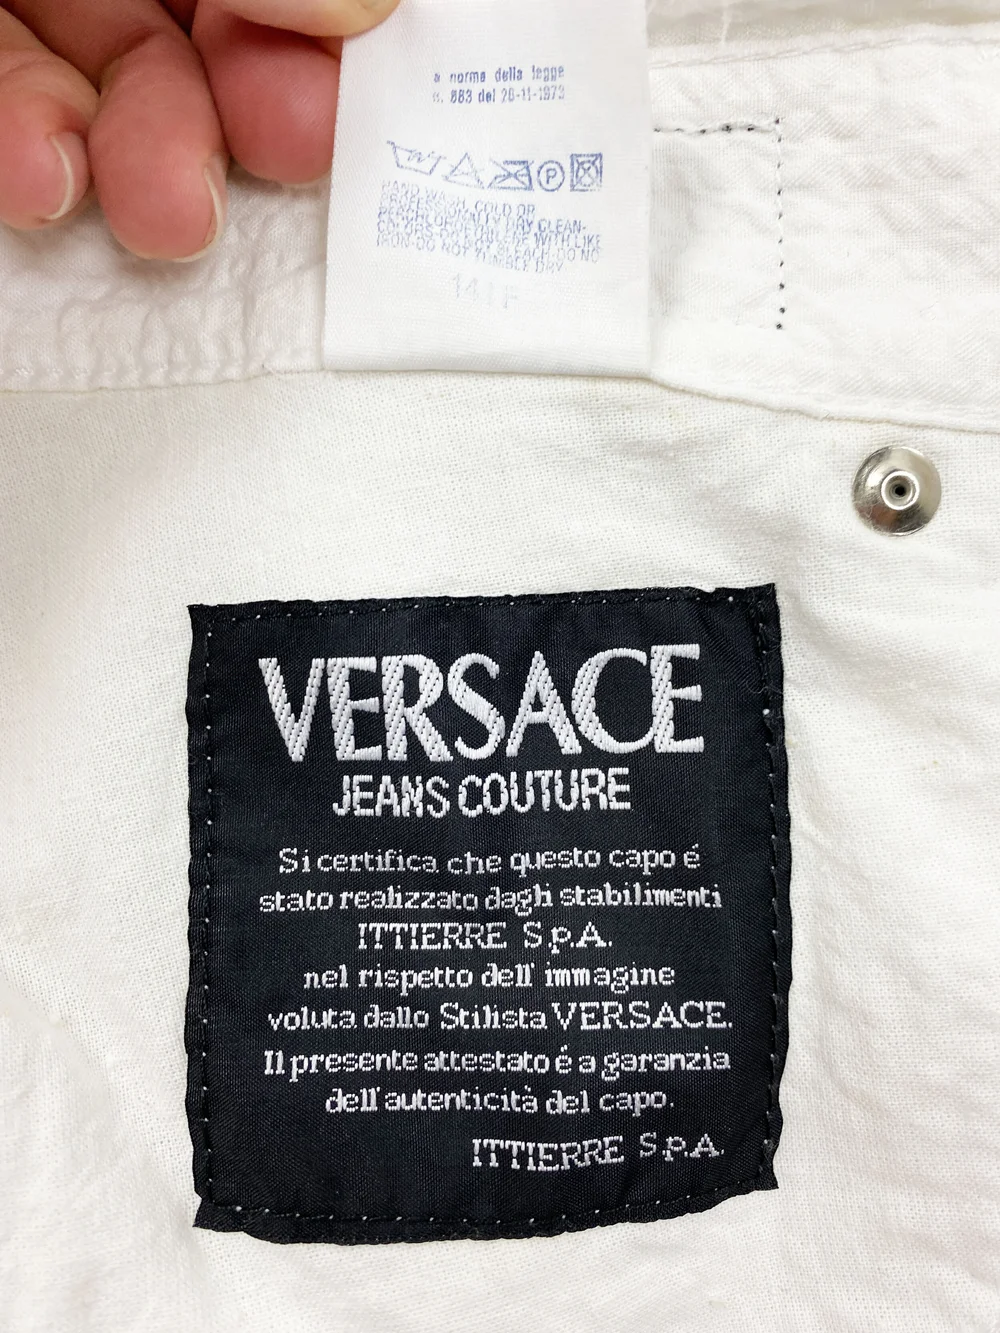 a norma della legge
n. 883 del 26-11-1973
P
HAND WASH COLD OR
PROFESSIONALLY DRY CLEAN-
WITH LIKE
IRON-DO NOT BLEACH-DO NO
NOT TUMBLE DRY
VERSACE
JEANS COUTURE
Si certifica che questo capo é
stato realizzato dagli stabilimenti
ITTIERRE S.p.A.
nel rispetto dell' immagine
voluta dallo Stilista VERSACE.
Il presente attestato é a garanzia
dell'autenticità del capo.
ITTIERRE S.p.A.